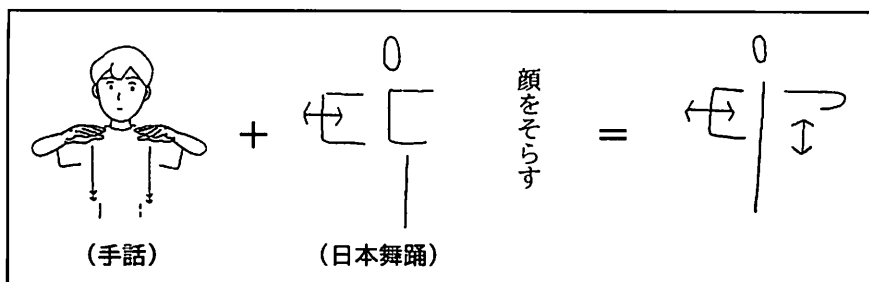 +
顔をそらす
=
(手話)
(日本舞踊)